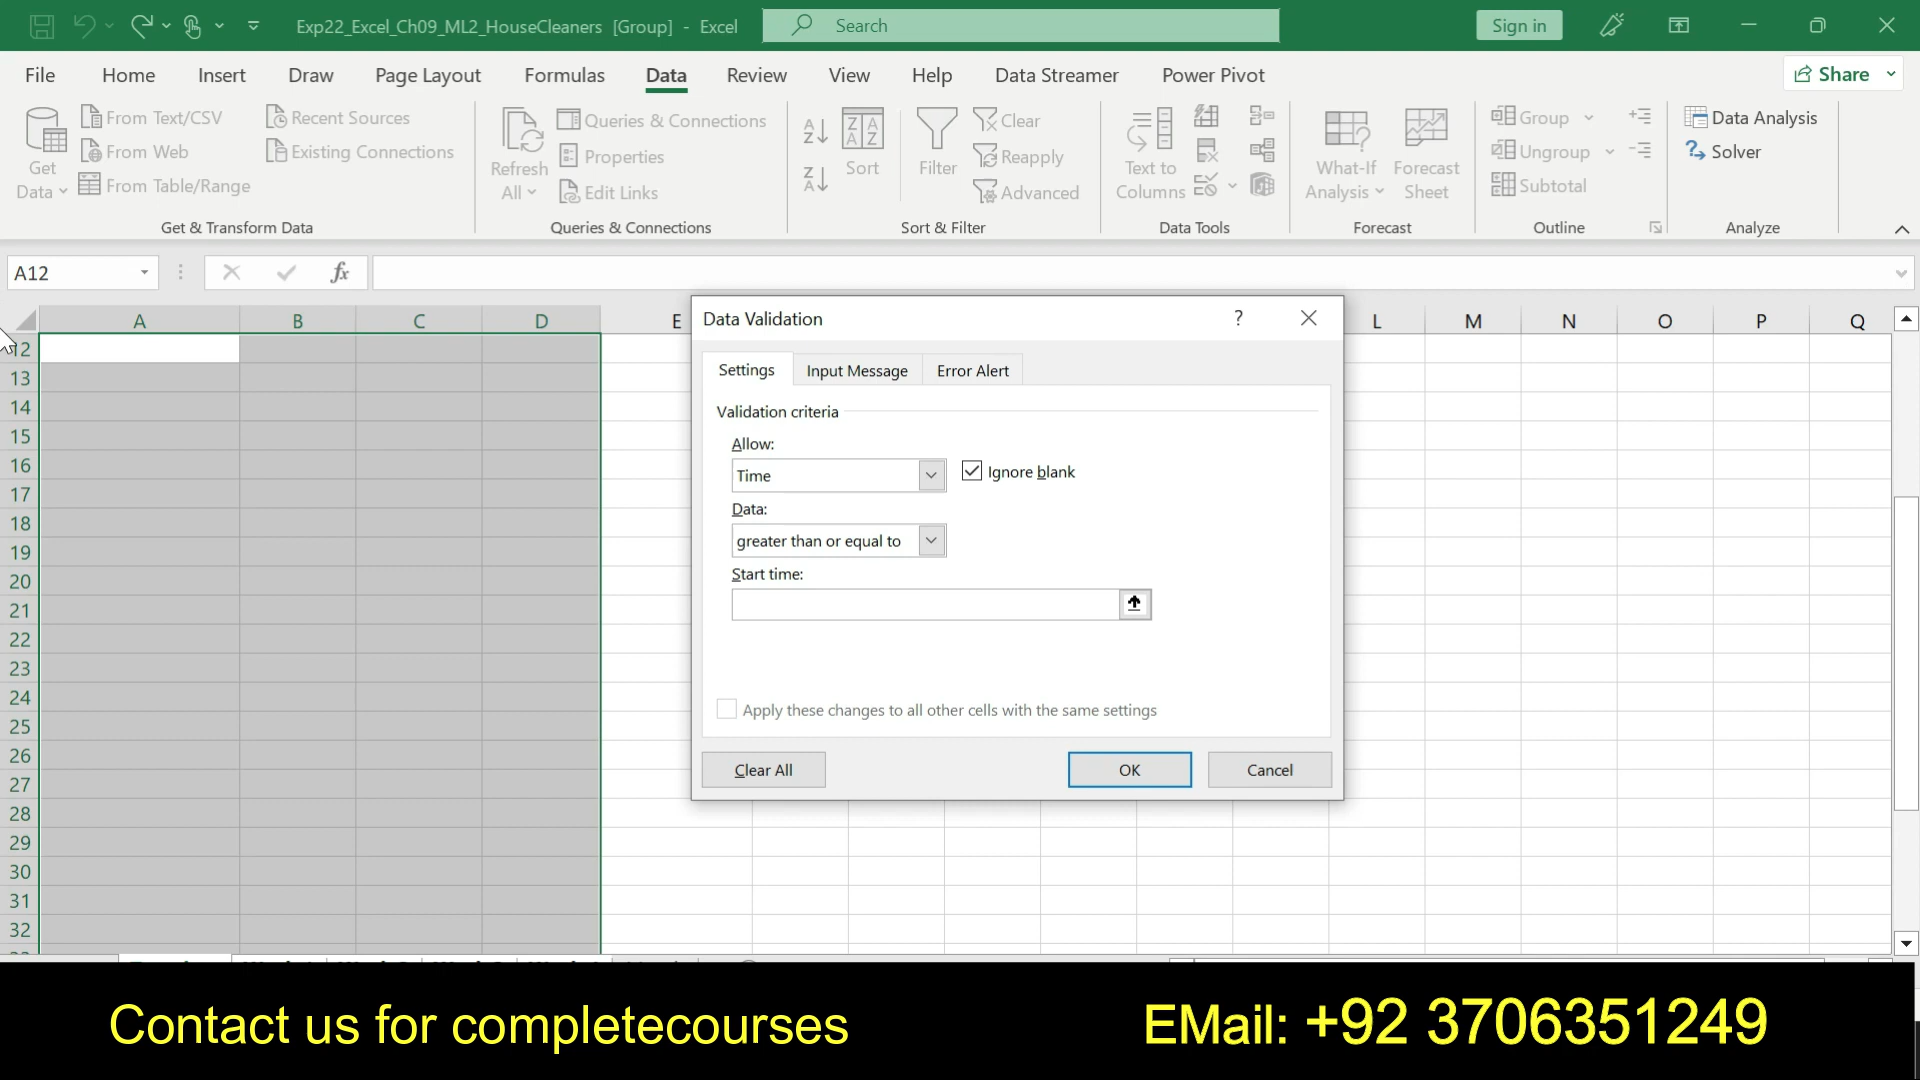 Exp22_Excel_Ch09_ML2_HouseCleaners [Group] - Excel
Search
Sign in
File Home Insert Draw Page Layout Formulas Data Review View Help Data Streamer Power Pivot
Share
Get Data
From Text/CSV
From Web
From Table/Range
Recent Sources
Existing Connections
Get & Transform Data
Refresh All
Queries & Connections
Properties
Edit Links
Queries & Connections
Sort
Filter
Clear
Reapply
Advanced
Sort & Filter
Text to Columns
Data Tools
What-If Analysis
Forecast Sheet
Forecast
Group
Ungroup
Subtotal
Outline
Data Analysis
Solver
Analyze
A12
fx
A B C D E L M N O P Q
12
13
14
15
16
17
18
19
20
21
22
23
24
25
26
27
28
29
30
31
32
Data Validation ?
Settings Input Message Error Alert
Validation criteria
Allow:
Time
Ignore blank
Data:
greater than or equal to
Start time:
Apply these changes to all other cells with the same settings
Clear All OK Cancel
Contact us for completecourses
EMail: +92 3706351249